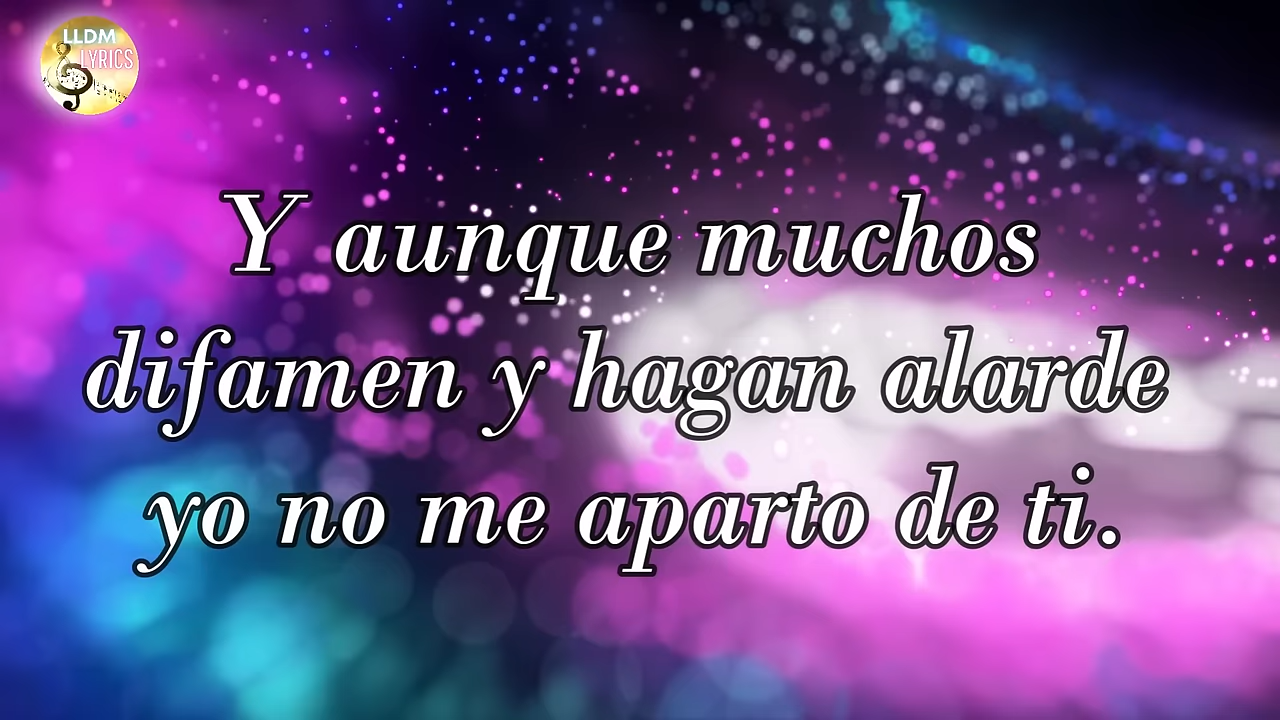 LLDM
LYRICS
Y aunque muchos
difamen y hagan alarde
yo no me aparto de ti.